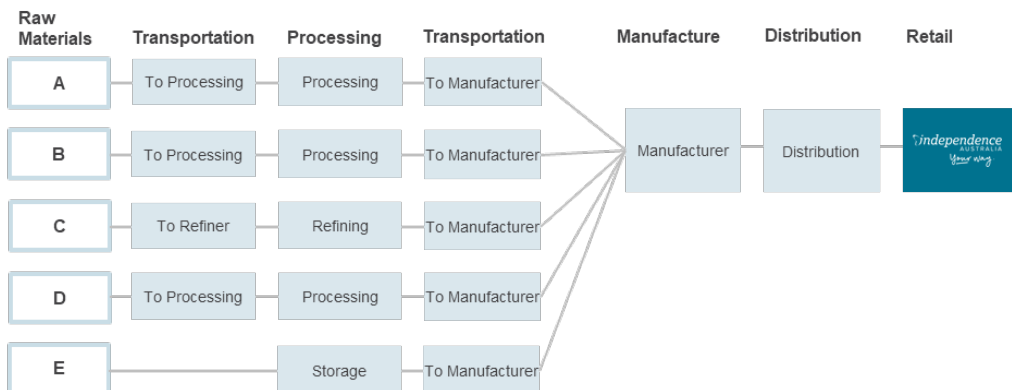 Raw
Materials
Transportation
Processing
Transportation
Manufacture
Distribution
Retail
A
To Processing
Processing
To Manufacturer
B
To Processing
Processing
To Manufacturer
Manufacturer
Distribution
independence
AUSTRALIA
Your way
C
To Refiner
Refining
To Manufacturer
D
To Processing
Processing
To Manufacturer
E
Storage
To Manufacturer